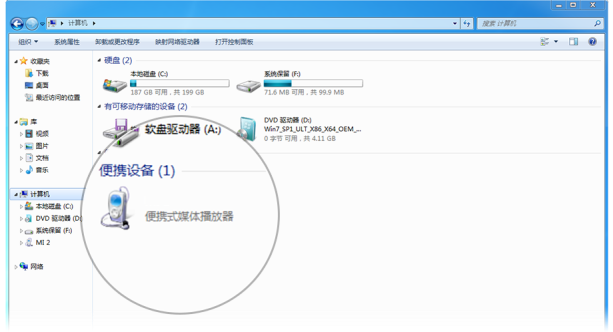 计算机
搜索 计算机
组织 系统属性 卸载或更改程序 映射网络驱动器 打开控制面板
收藏夹
下载
桌面
最近访问的位置
库
视频
图片
文档
音乐
计算机
本地磁盘 (C:)
DVD 驱动器 (D:)
系统保留 (F:)
MI 2
网络
硬盘 (2)
本地磁盘 (C:)
187 GB 可用，共 199 GB
系统保留 (F:)
71.6 MB 可用，共 99.9 MB
有可移动存储的设备 (2)
软盘驱动器 (A:)
DVD 驱动器 (D:)
Win7_SP1_ULT_X86_X64_OEM_...
0 字节 可用，共 4.11 GB
便携设备 (1)
便携式媒体播放器